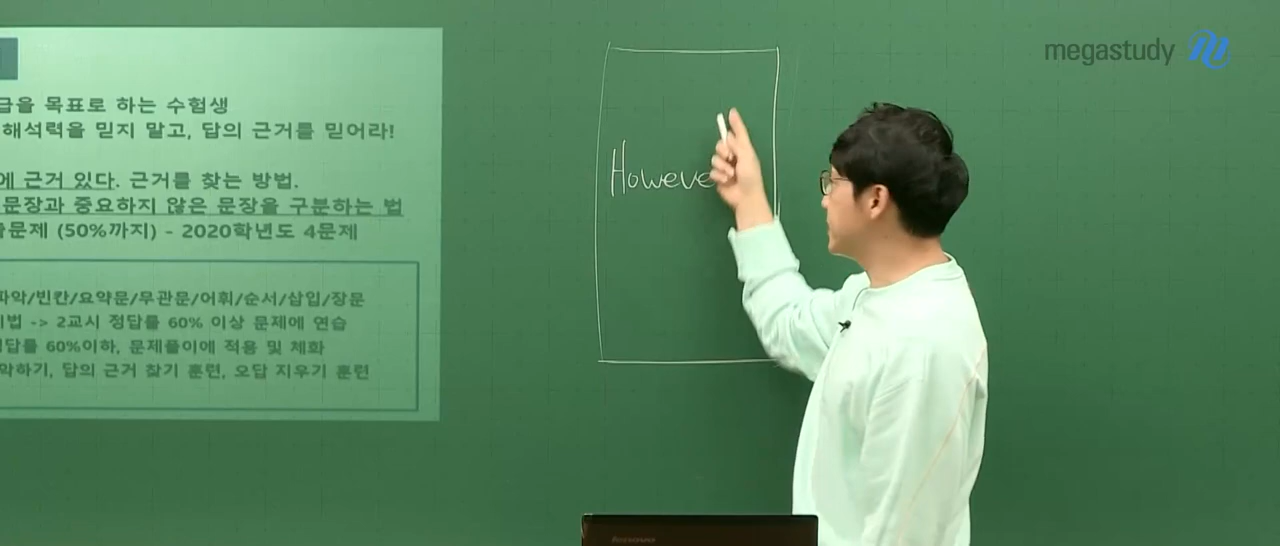 megastudy
급을 목표로 하는 수험생
해석력을 믿지 말고, 답의 근거를 믿어라!
에 근거 있다. 근거를 찾는 방법.
문장과 중요하지 않은 문장을 구분하는 법
문제 (50%까지) - 2020학년도 4문제
파악/빈칸/요약문/무관문/어휘/순서/삽입/장문
법 -> 2교시 정답률 60% 이상 문제에 연습
답률 60%이하, 문제풀이에 적용 및 체화
악하기, 답의 근거 찾기 훈련, 오답 지우기 훈련
Howeve
lenovo